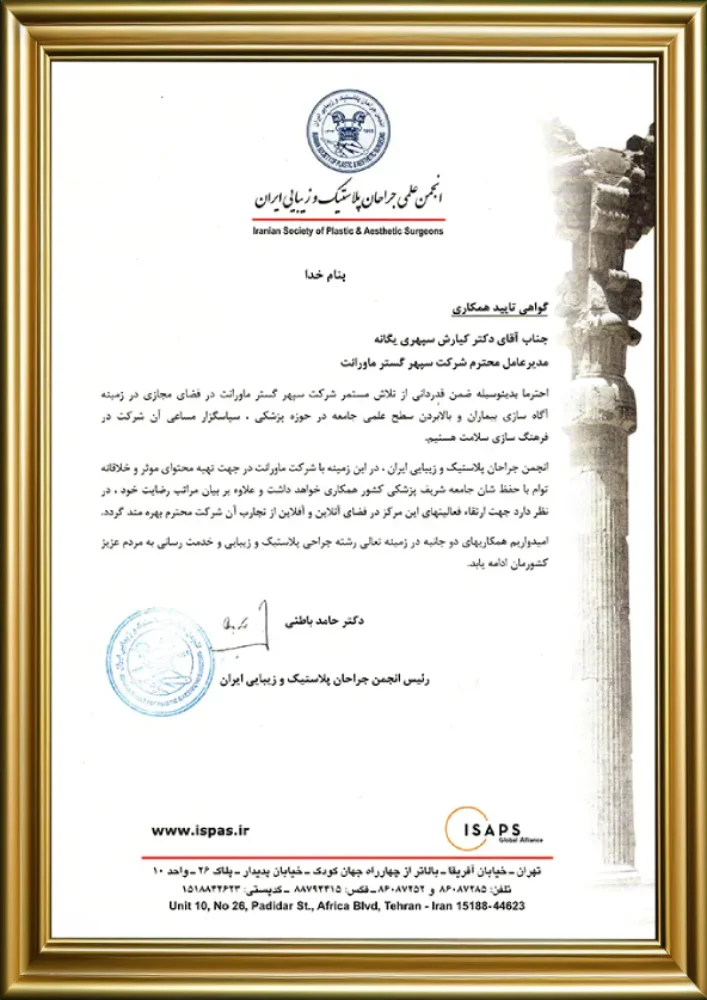 انجمن علمی جراحان پلاستیک و زیبایی ایران
Iranian Society of Plastic & Aesthetic Surgeons
بنام خدا
گواهی تایید همکاری
جناب آقای دکتر کیارش سپهری یگانه
مدیرعامل محترم شرکت سپهر گستر ماورانت
احترما بدینوسیله ضمن قدردانی از تلاش مستمر شرکت سپهر گستر ماورانت در فضای مجازی در زمینه
آگاه سازی بیماران و بالابردن سطح علمی جامعه در حوزه پزشکی ، سپاسگزار مساعی آن شرکت در
فرهنگ سازی سلامت هستیم.
انجمن جراحان پلاستیک و زیبایی ایران ، در این زمینه با شرکت ماورانت در جهت تهیه محتوای موثر و خلاقانه
توام با حفظ شان جامعه شریف پزشکی کشور همکاری خواهد داشت و علاوه بر بیان مراتب رضایت خود ، در
نظر دارد جهت ارتقاء فعالیتهای این مرکز در فضای آنلاین و آفلاین از تجارب آن شرکت محترم بهره مند گردد.
امیدواریم همکاریهای دو جانبه در زمینه تعالی رشته جراحی پلاستیک و زیبایی و خدمت رسانی به مردم عزیز
کشورمان ادامه یابد.
دکتر حامد باطنی
رئیس انجمن جراحان پلاستیک و زیبایی ایران
www.ispas.ir
ISAPS
Global Alliance
تهران - خیابان آفریقا - بالاتر از چهارراه جهان کودک - خیابان پدیدار - پلاک ۲۶ - واحد ۱۰
تلفن: ۸۶۰۸۷۲۸۵ و ۸۶۰۸۷۲۵۲ - فکس: ۸۸۷۹۳۴۱۵ - کدپستی: ۱۵۱۸۸۴۴۶۲۳
Unit 10, No 26, Padidar St., Africa Blvd, Tehran - Iran 15188-44623